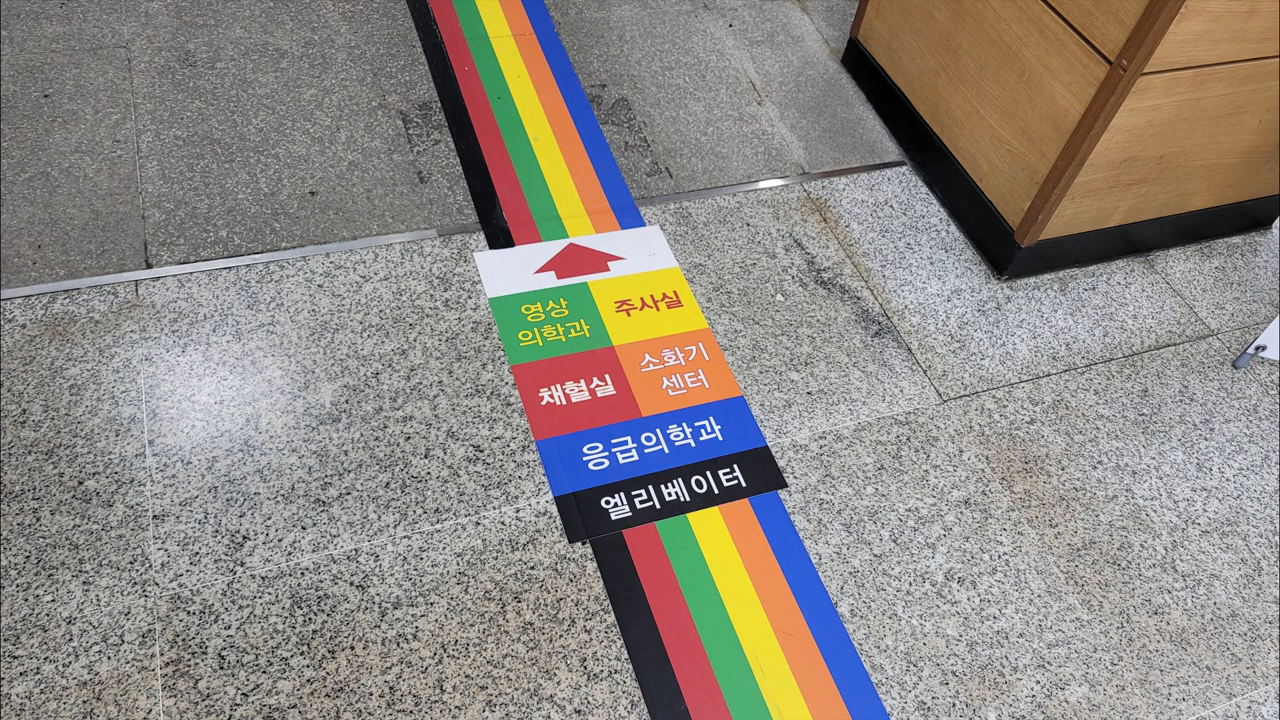 영상
의학과
주사실
채혈실
소화기
센터
응급의학과
엘리베이터